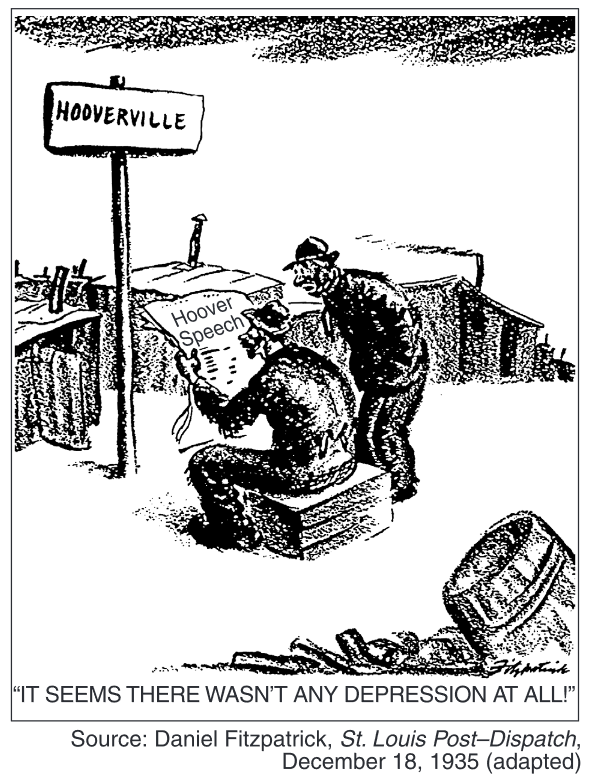 HOOVERVILLE
Hoover
Speech
Fitzpatrick
“IT SEEMS THERE WASN’T ANY DEPRESSION AT ALL!”
Source: Daniel Fitzpatrick, St. Louis Post–Dispatch,
December 18, 1935 (adapted)